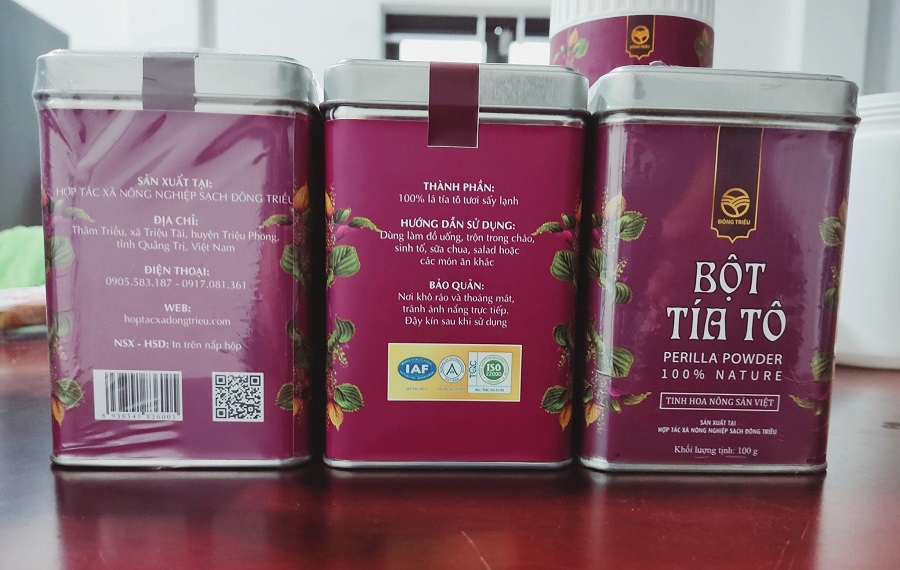 SẢN XUẤT TẠI:
HỢP TÁC XÃ NÔNG NGHIỆP SẠCH ĐÔNG TRIỀU
ĐỊA CHỈ:
Thâm Triều, xã Triệu Tài, huyện Triệu Phong,
tỉnh Quảng Trị, Việt Nam
ĐIỆN THOẠI:
0905.583.187 - 0917.081.361
WEB:
hoptacxadongtrieu.com
NSX - HSD: In trên nắp hộp
THÀNH PHẦN:
100% lá tía tô tươi sấy lạnh
HƯỚNG DẪN SỬ DỤNG:
Dùng làm đồ uống, trộn trong cháo,
sinh tố, sữa chua, salad hoặc
các món ăn khác
BẢO QUẢN:
Nơi khô ráo và thoáng mát,
tránh ánh nắng trực tiếp.
Đậy kín sau khi sử dụng
IAF
ISO
22000
ĐÔNG TRIỀU
ĐÔNG TRIỀU
BỘT
TÍA TÔ
PERILLA POWDER
100% NATURE
TINH HOA NÔNG SẢN VIỆT
SẢN XUẤT TẠI
HỢP TÁC XÃ NÔNG NGHIỆP SẠCH ĐÔNG TRIỀU
Khối lượng tịnh: 100 g